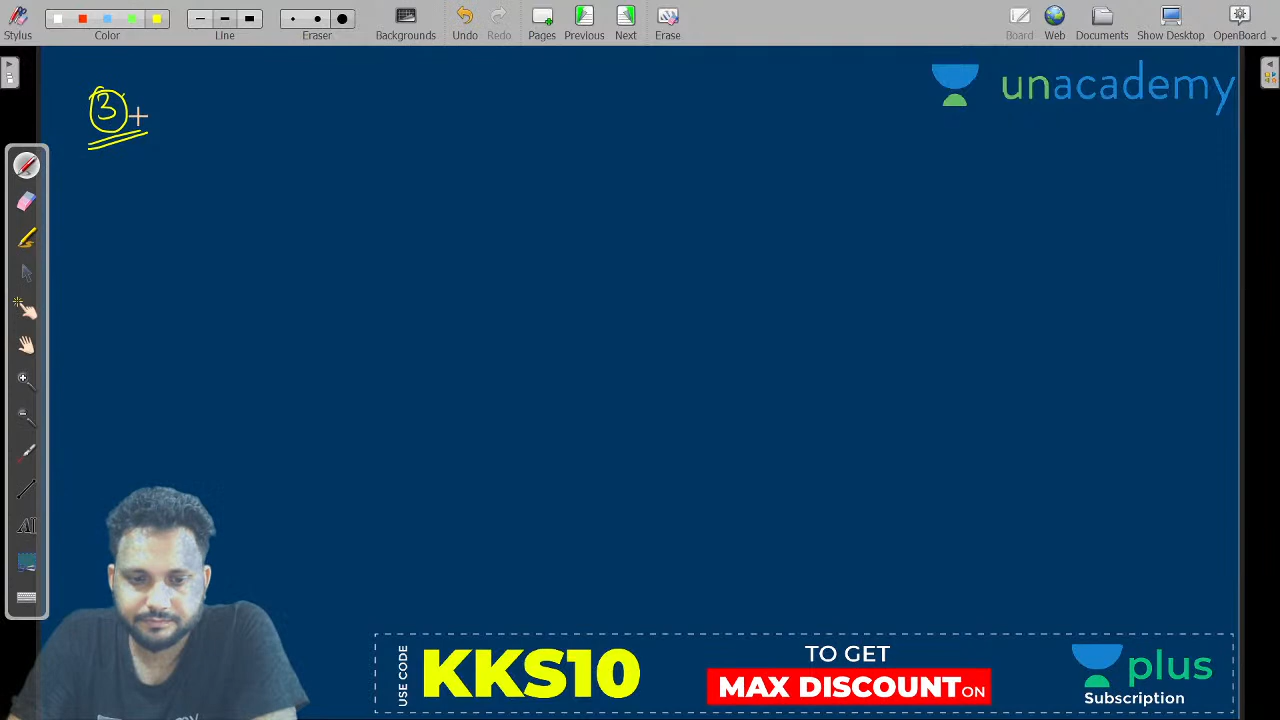 Stylus
Color
Line
Eraser
Backgrounds
Undo
Redo
Pages
Previous
Next
Erase
Board
Web
Documents
Show Desktop
OpenBoard
unacademy
3
USE CODE
KKS10
TO GET
MAX DISCOUNT ON
plus
Subscription